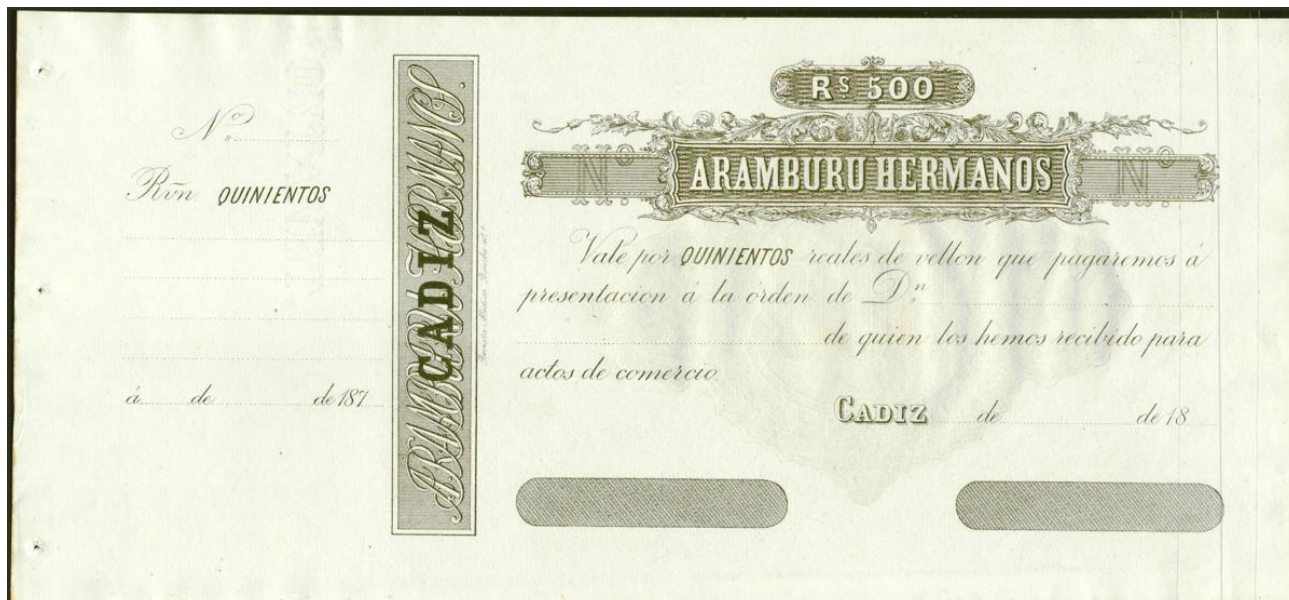 Nº
Rvn QUINIENTOS
á de de 187
ARAMBURU HERMANOS.
CADIZ
RS 500
Nº ARAMBURU HERMANOS Nº
Vale por QUINIENTOS reales de vellon que pagaremos á
presentacion á la órden de Dn
de quien los hemos recibido para
actos de comercio.
CADIZ de de 18